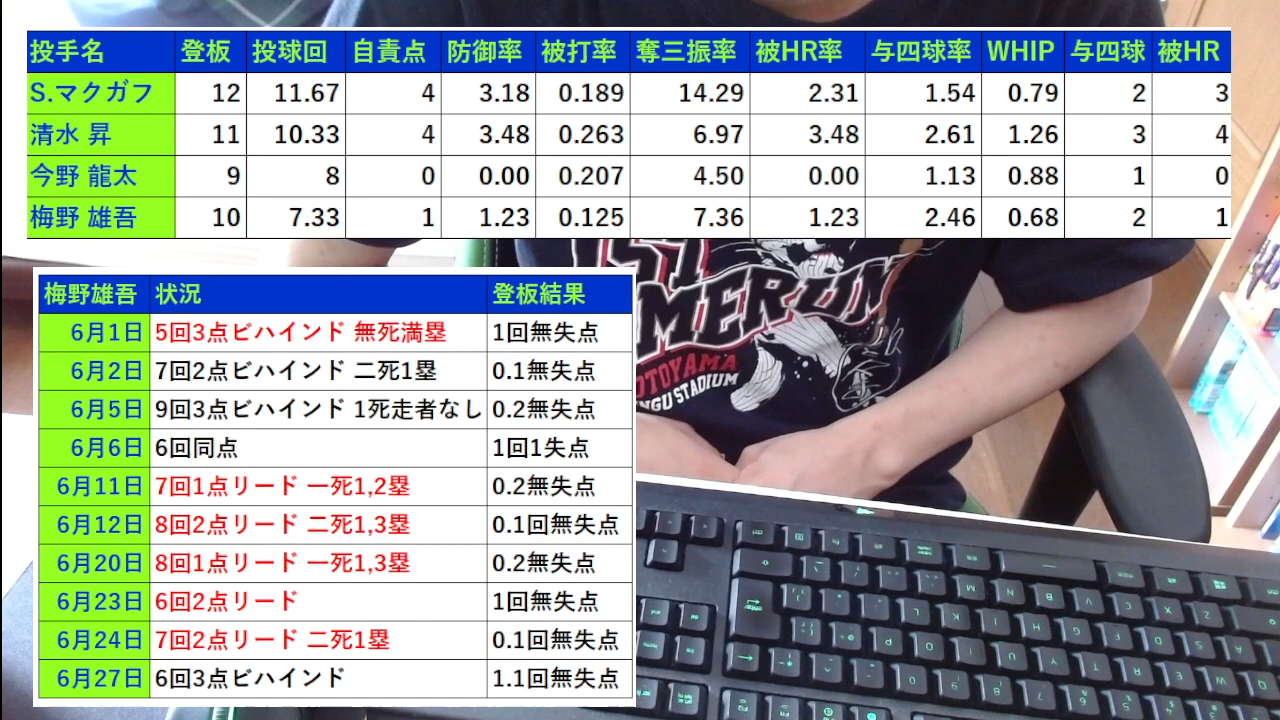 投手名 登板 投球回 自責点 防御率 被打率 奪三振率 被HR率 与四球率 WHIP 与四球 被HR
S.マクガフ 12 11.67 4 3.18 0.189 14.29 2.31 1.54 0.79 2 3
清水 昇 11 10.33 4 3.48 0.263 6.97 3.48 2.61 1.26 3 4
今野 龍太 9 8 0 0.00 0.207 4.50 0.00 1.13 0.88 1 0
梅野 雄吾 10 7.33 1 1.23 0.125 7.36 1.23 2.46 0.68 2 1
梅野雄吾 状況 登板結果
6月1日 5回3点ビハインド 無死満塁 1回無失点
6月2日 7回2点ビハインド 二死1塁 0.1無失点
6月5日 9回3点ビハインド 1死走者なし 0.2無失点
6月6日 6回同点 1回1失点
6月11日 7回1点リード 一死1,2塁 0.2無失点
6月12日 8回2点リード 二死1,3塁 0.1回無失点
6月20日 8回1点リード 一死1,3塁 0.2無失点
6月23日 6回2点リード 1回無失点
6月24日 7回2点リード 二死1塁 0.1回無失点
6月27日 6回3点ビハインド 1.1回無失点
MERUN
OTOYAMA
NGU STADIUM